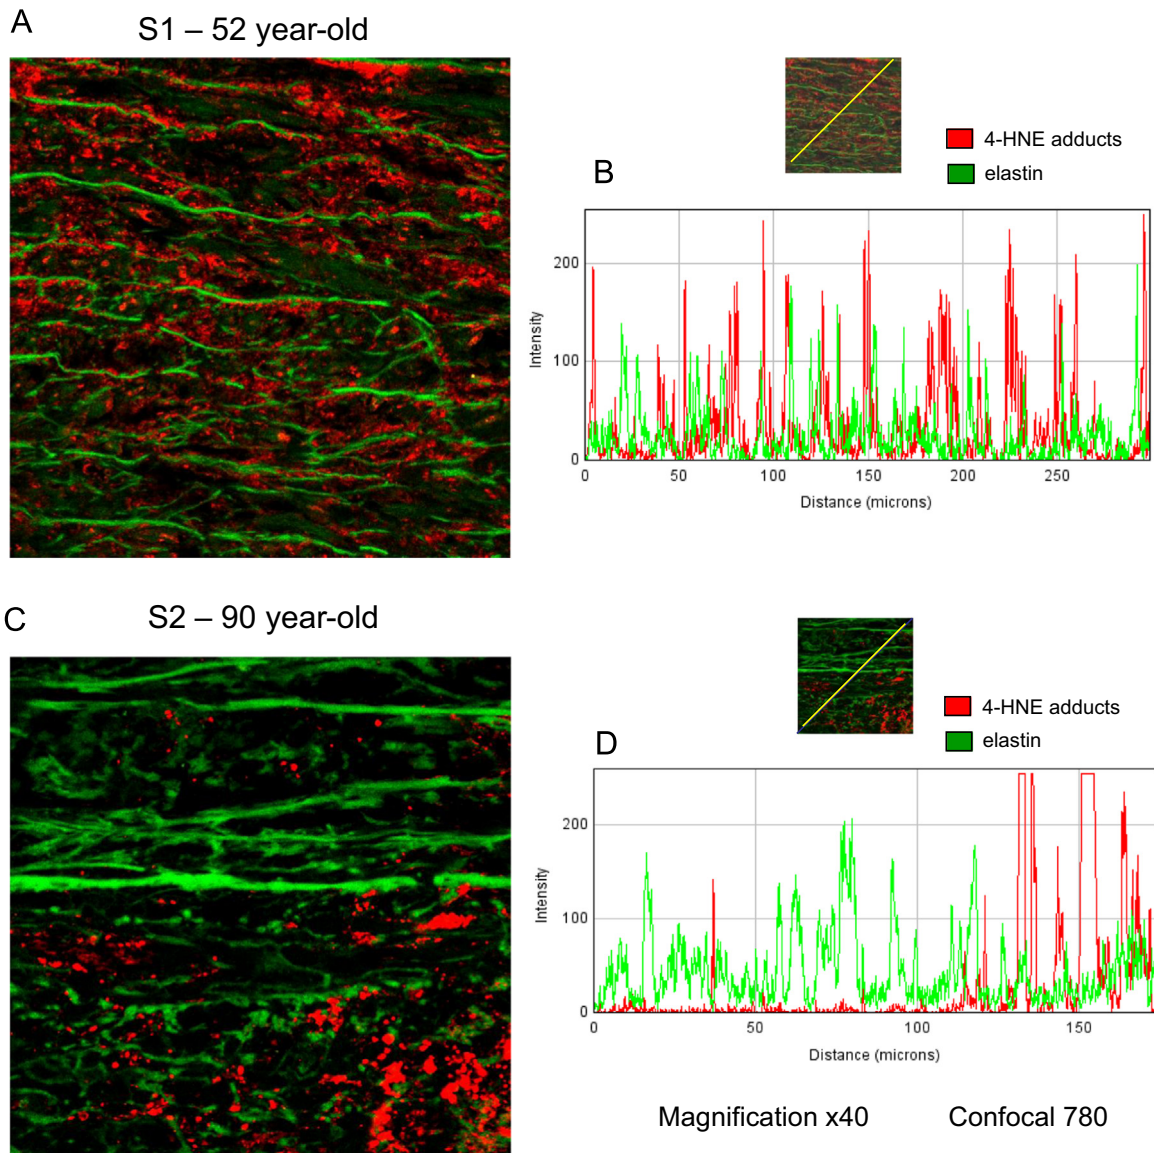 A
S1 – 52 year-old
B
4-HNE adducts
elastin
Intensity
200
100
0
0 50 100 150 200 250
Distance (microns)
C
S2 – 90 year-old
D
4-HNE adducts
elastin
Intensity
200
100
0
0 50 100 150
Distance (microns)
Magnification x40 Confocal 780